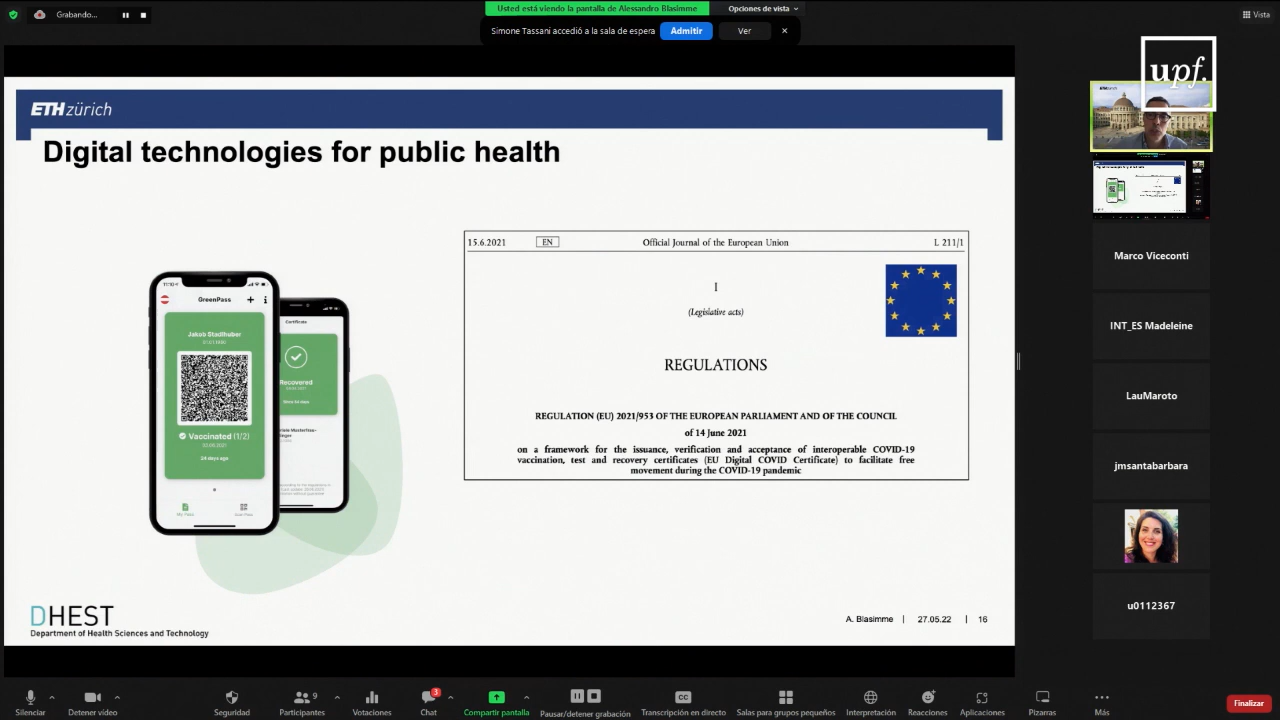 Grabando...
Usted está viendo la pantalla de Alessandro Blasimme
Opciones de vista
Vista
Simone Tassani accedió a la sala de espera
Admitir
Ver
upf.
ETH zürich
Digital technologies for public health
15.6.2021
EN
Official Journal of the European Union
L 211/1
I
(Legislative acts)
REGULATIONS
REGULATION (EU) 2021/953 OF THE EUROPEAN PARLIAMENT AND OF THE COUNCIL
of 14 June 2021
on a framework for the issuance, verification and acceptance of interoperable COVID-19
vaccination, test and recovery certificates (EU Digital COVID Certificate) to facilitate free
movement during the COVID-19 pandemic
GreenPass
Jakob Stadlhuber
Vaccinated (1/2)
24 days ago
My Pass
Certificate
Recovered
DHEST
Department of Health Sciences and Technology
A. Blasimme | 27.05.22 | 16
Marco Viceconti
INT_ES Madeleine
LauMaroto
jmsantabarbara
u0112367
Silenciar
Detener video
Seguridad
Participantes
9
Votaciones
Chat
3
Compartir pantalla
Pausar/detener grabación
Transcripción en directo
Salas para grupos pequeños
Interpretación
Reacciones
Aplicaciones
Pizarras
Más
Finalizar